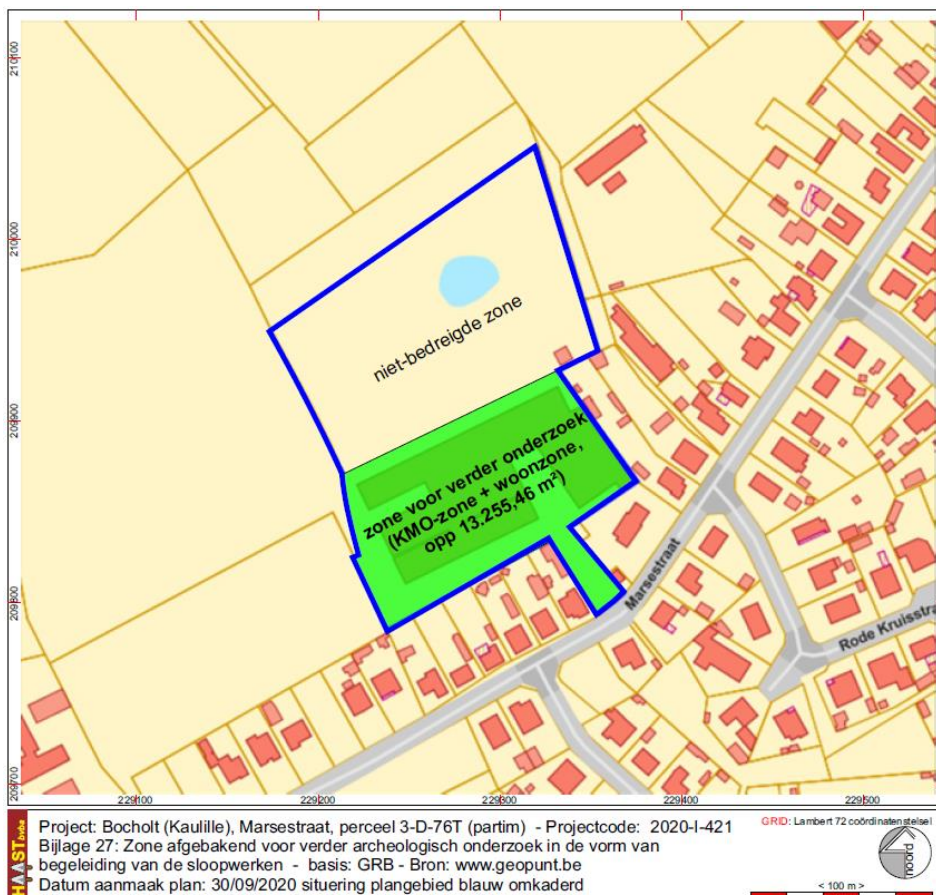 210100
210000
209900
209800
209700
niet-bedreigde zone
zone voor verder onderzoek
(KMO-zone + woonzone,
opp 13.255,46 m²)
Marsestraat
Rode Kruisstra
229100
229200
229300
229400
229500
HAAST bvba
Project: Bocholt (Kaulille), Marsestraat, perceel 3-D-76T (partim) - Projectcode: 2020-I-421
Bijlage 27: Zone afgebakend voor verder archeologisch onderzoek in de vorm van
begeleiding van de sloopwerken - basis: GRB - Bron: www.geopunt.be
Datum aanmaak plan: 30/09/2020 situering plangebied blauw omkaderd
GRID: Lambert 72 coördinatenstelsel
noord
< 100 m >